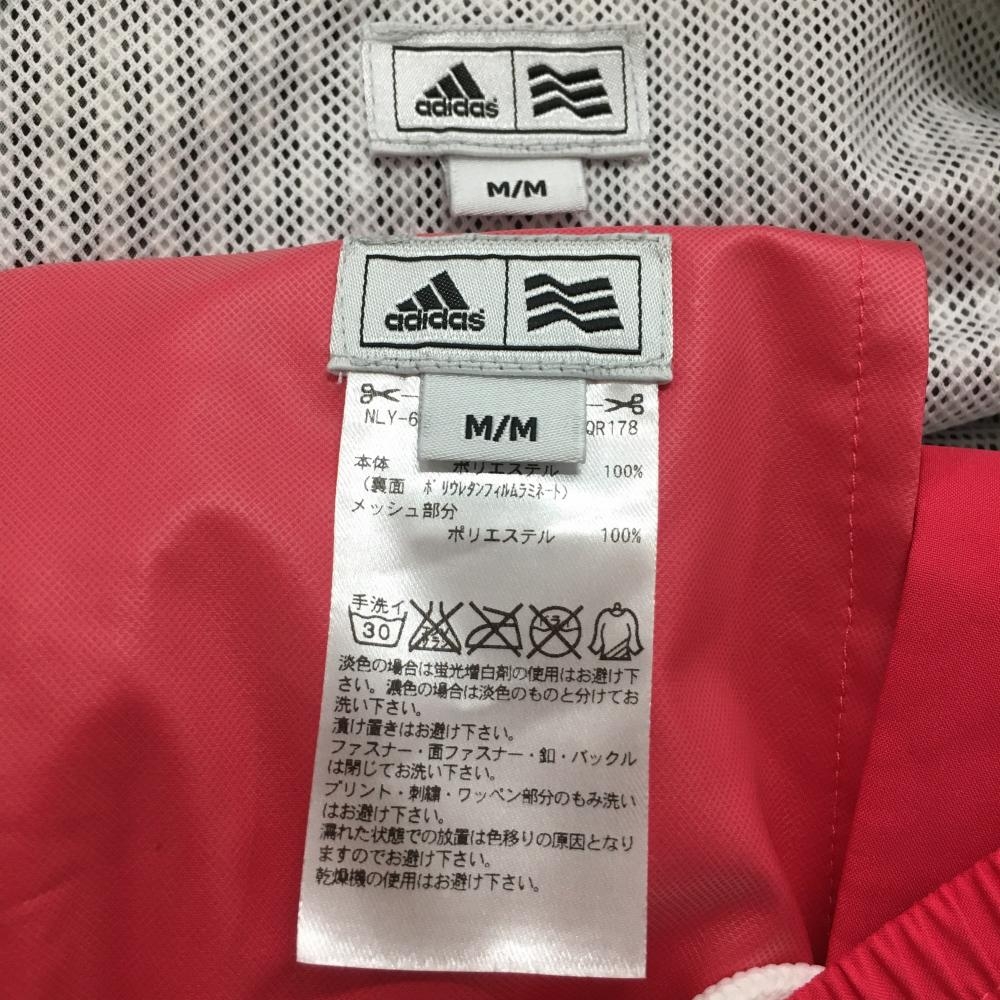 adidas
M/M
adidas
M/M
NLY-6 QR178
本体 ポリエステル 100%
(裏面 ポリウレタンフィルムラミネート)
メッシュ部分
ポリエステル 100%
手洗イ
30
ドライ
淡色の場合は蛍光増白剤の使用はお避け下
さい。濃色の場合は淡色のものと分けてお
洗い下さい。
漬け置きはお避け下さい。
ファスナー・面ファスナー・釦・バックル
は閉じてお洗い下さい。
プリント・刺繍・ワッペン部分のもみ洗い
はお避け下さい。
濡れた状態での放置は色移りの原因となり
ますのでお避け下さい。
乾燥機の使用はお避け下さい。